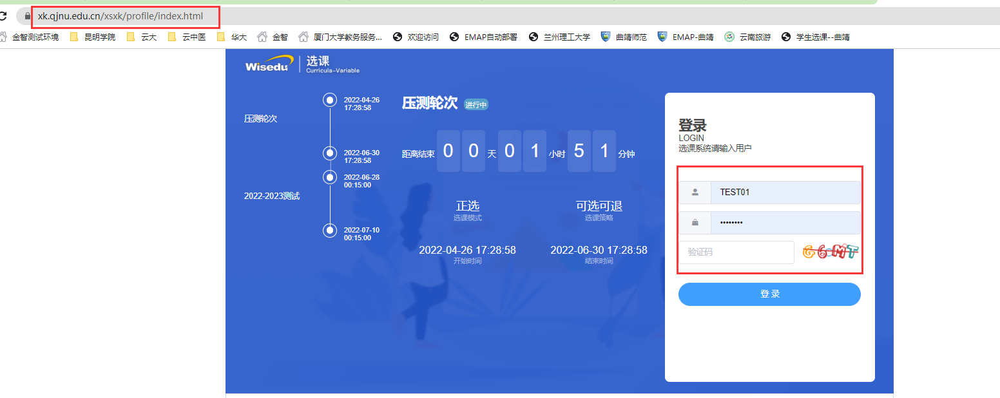 xk.qjnu.edu.cn/xsxk/profile/index.html
金智测试环境 昆明学院 云大 云中医 华大 金智 厦门大学教务服务... 欢迎访问 EMAP自动部署 兰州理工大学 曲靖师范 EMAP-曲靖 云南旅游 学生选课--曲靖
Wisedu 选课
Curricula-Variable
压测轮次
2022-04-26
17:28:58
2022-06-30
17:28:58
2022-2023测试
2022-06-28
00:15:00
2022-07-10
00:15:00
压测轮次 进行中
距离结束 0 0 天 0 1 小时 5 1 分钟
正选
选课模式
可选可退
选课策略
2022-04-26 17:28:58
开始时间
2022-06-30 17:28:58
结束时间
登录
LOGIN
选课系统请输入用户
TEST01
••••••••
验证码 G6MT
登 录